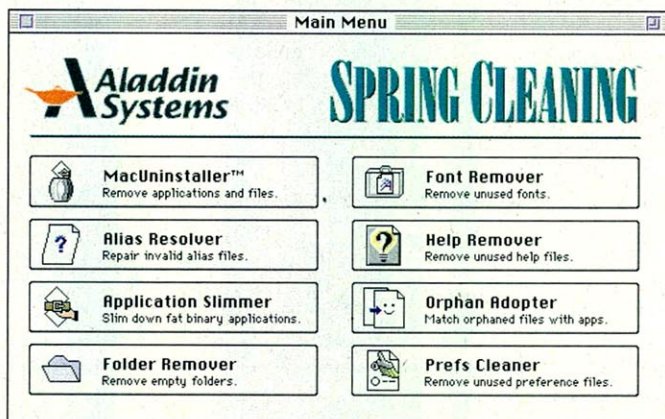 Main Menu
Aladdin
Systems
SPRING CLEANING
MacUninstaller™
Remove applications and files.
Font Remover
Remove unused fonts.
Alias Resolver
Repair invalid alias files.
Help Remover
Remove unused help files.
Application Slimmer
Slim down fat binary applications.
Orphan Adopter
Match orphaned files with apps.
Folder Remover
Remove empty folders.
Prefs Cleaner
Remove unused preference files.